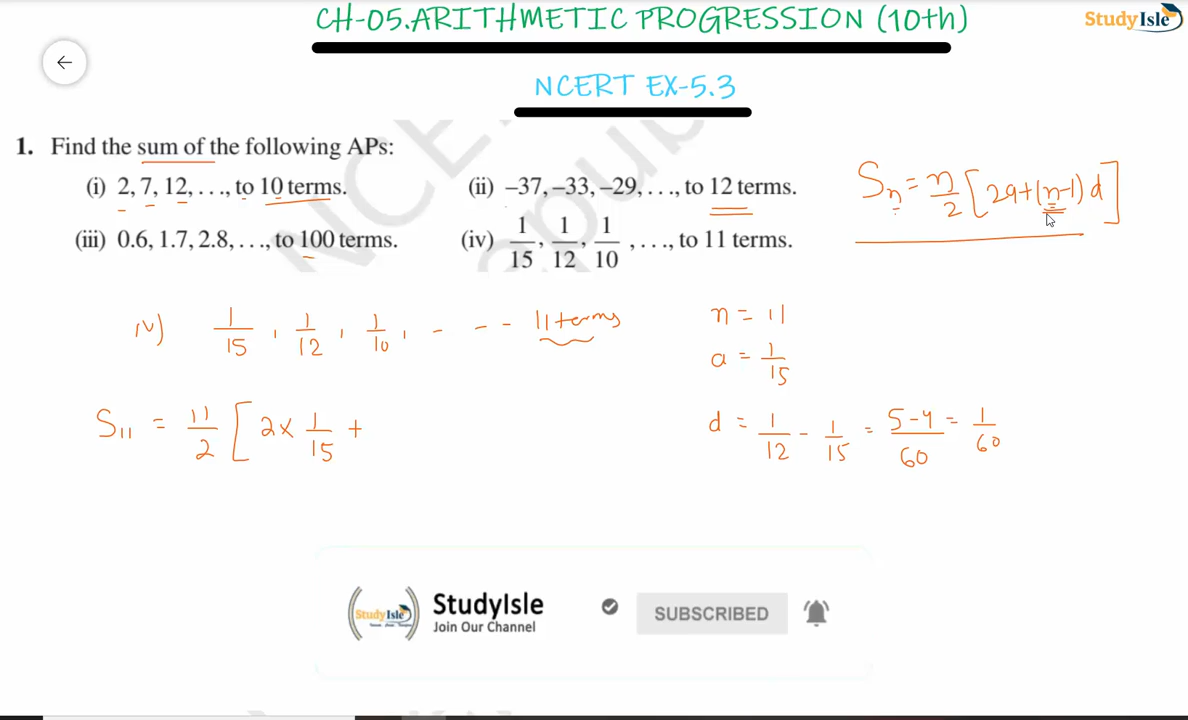 CH-05.ARITHMETIC PROGRESSION (10th)
StudyIsle
NCERT EX-5.3
1. Find the sum of the following APs:
(i) 2, 7, 12, . . ., to 10 terms. (ii) –37, –33, –29, . . ., to 12 terms.
(iii) 0.6, 1.7, 2.8, . . ., to 100 terms. (iv) 1/15, 1/12, 1/10, . . ., to 11 terms.
Sn = n/2 [2a+(n-1)d]
iv) 1/15, 1/12, 1/10, - - - 11 terms
n = 11
a = 1/15
S11 = 11/2 [2 x 1/15 +
d = 1/12 - 1/15 = 5-4/60 = 1/60
StudyIsle
StudyIsle
Join Our Channel
SUBSCRIBED